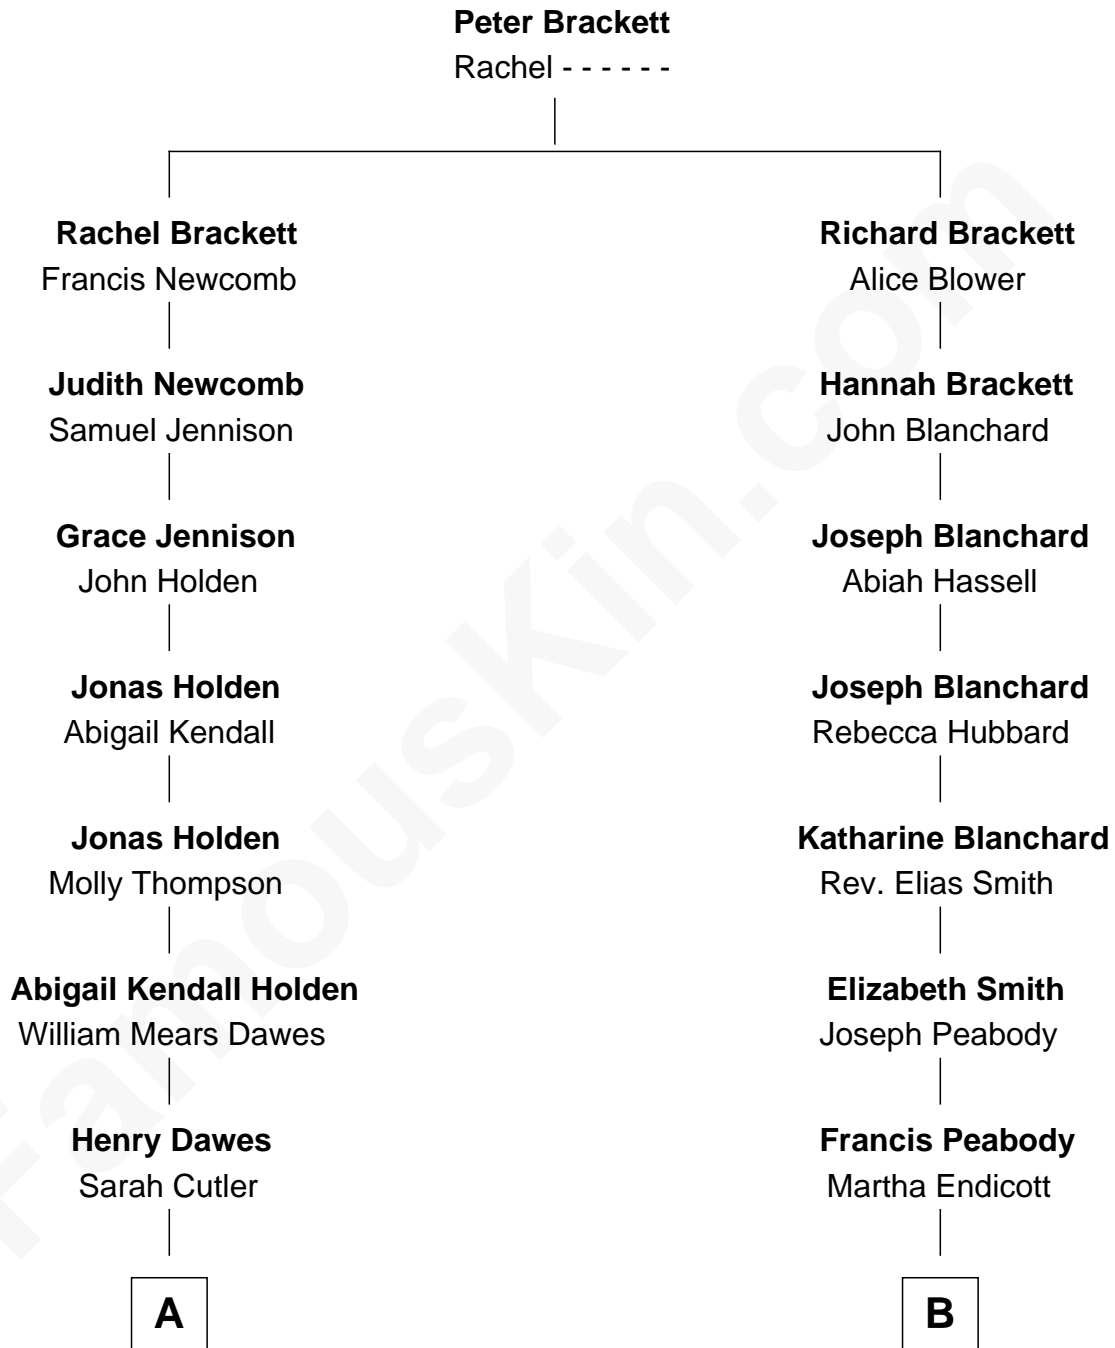 Peter Brackett
Rachel - - - - - -
Rachel Brackett
Francis Newcomb
Richard Brackett
Alice Blower
Judith Newcomb
Samuel Jennison
Hannah Brackett
John Blanchard
Grace Jennison
John Holden
Joseph Blanchard
Abiah Hassell
Jonas Holden
Abigail Kendall
Joseph Blanchard
Rebecca Hubbard
Jonas Holden
Molly Thompson
Katharine Blanchard
Rev. Elias Smith
Abigail Kendall Holden
William Mears Dawes
Elizabeth Smith
Joseph Peabody
Henry Dawes
Sarah Cutler
Francis Peabody
Martha Endicott
A
B
FamousKin.com